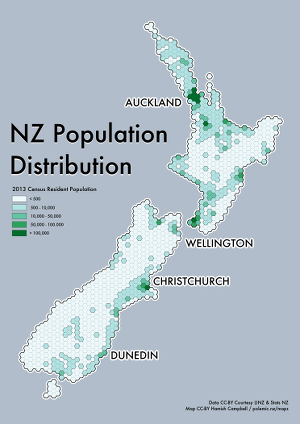 AUCKLAND
NZ Population
Distribution
2013 Census Resident Population
< 500
500 - 10,000
10,000 - 50,000
50,000 - 100,000
> 100,000
WELLINGTON
CHRISTCHURCH
DUNEDIN
Data CC-BY Courtesy LINZ & Stats NZ
Map CC-BY Hamish Campbell / polemic.nz/maps